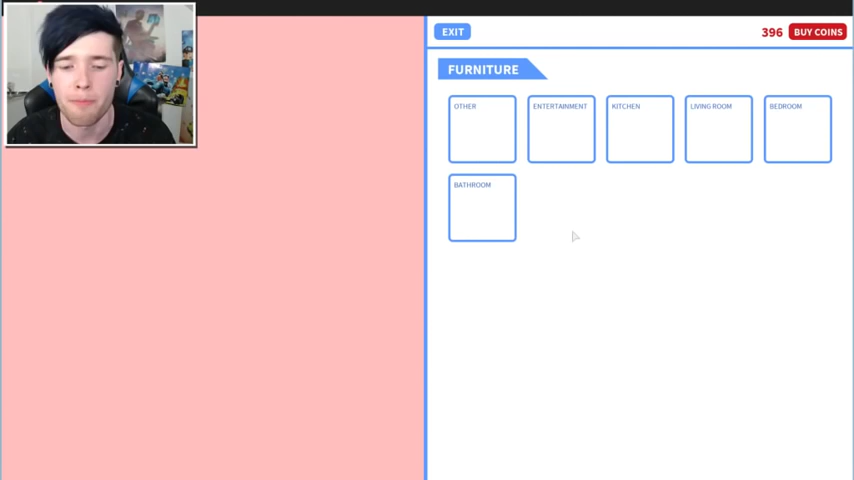 EXIT
396 BUY COINS
FURNITURE
OTHER ENTERTAINMENT KITCHEN LIVING ROOM BEDROOM
BATHROOM